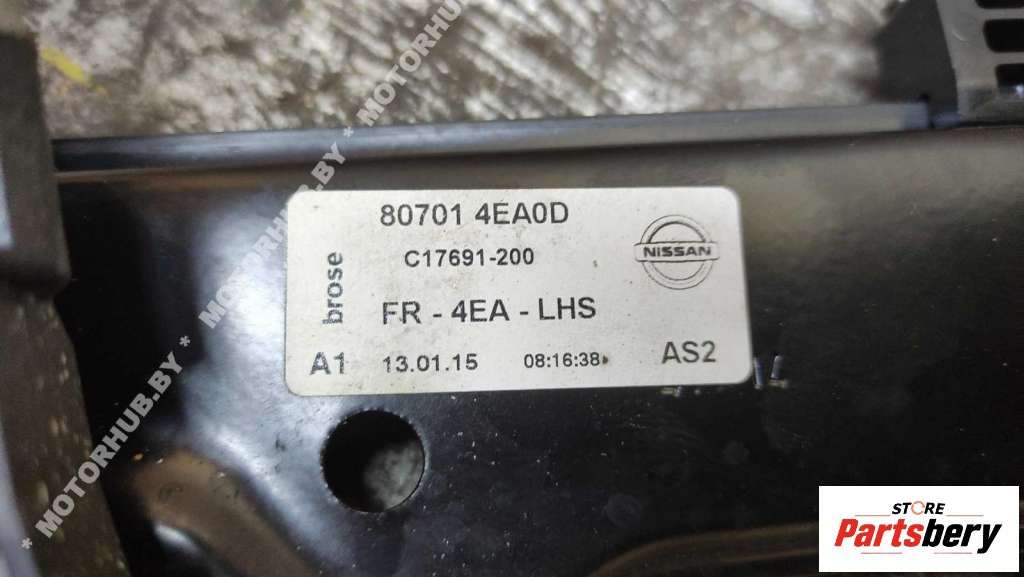 80701 4EA0D
C17691-200
NISSAN
brose
FR - 4EA - LHS
A1 13.01.15 08:16:38 AS2
* MOTORHUB.BY * MOTORHUB.BY * MOTORHUB
STORE
Partsbery